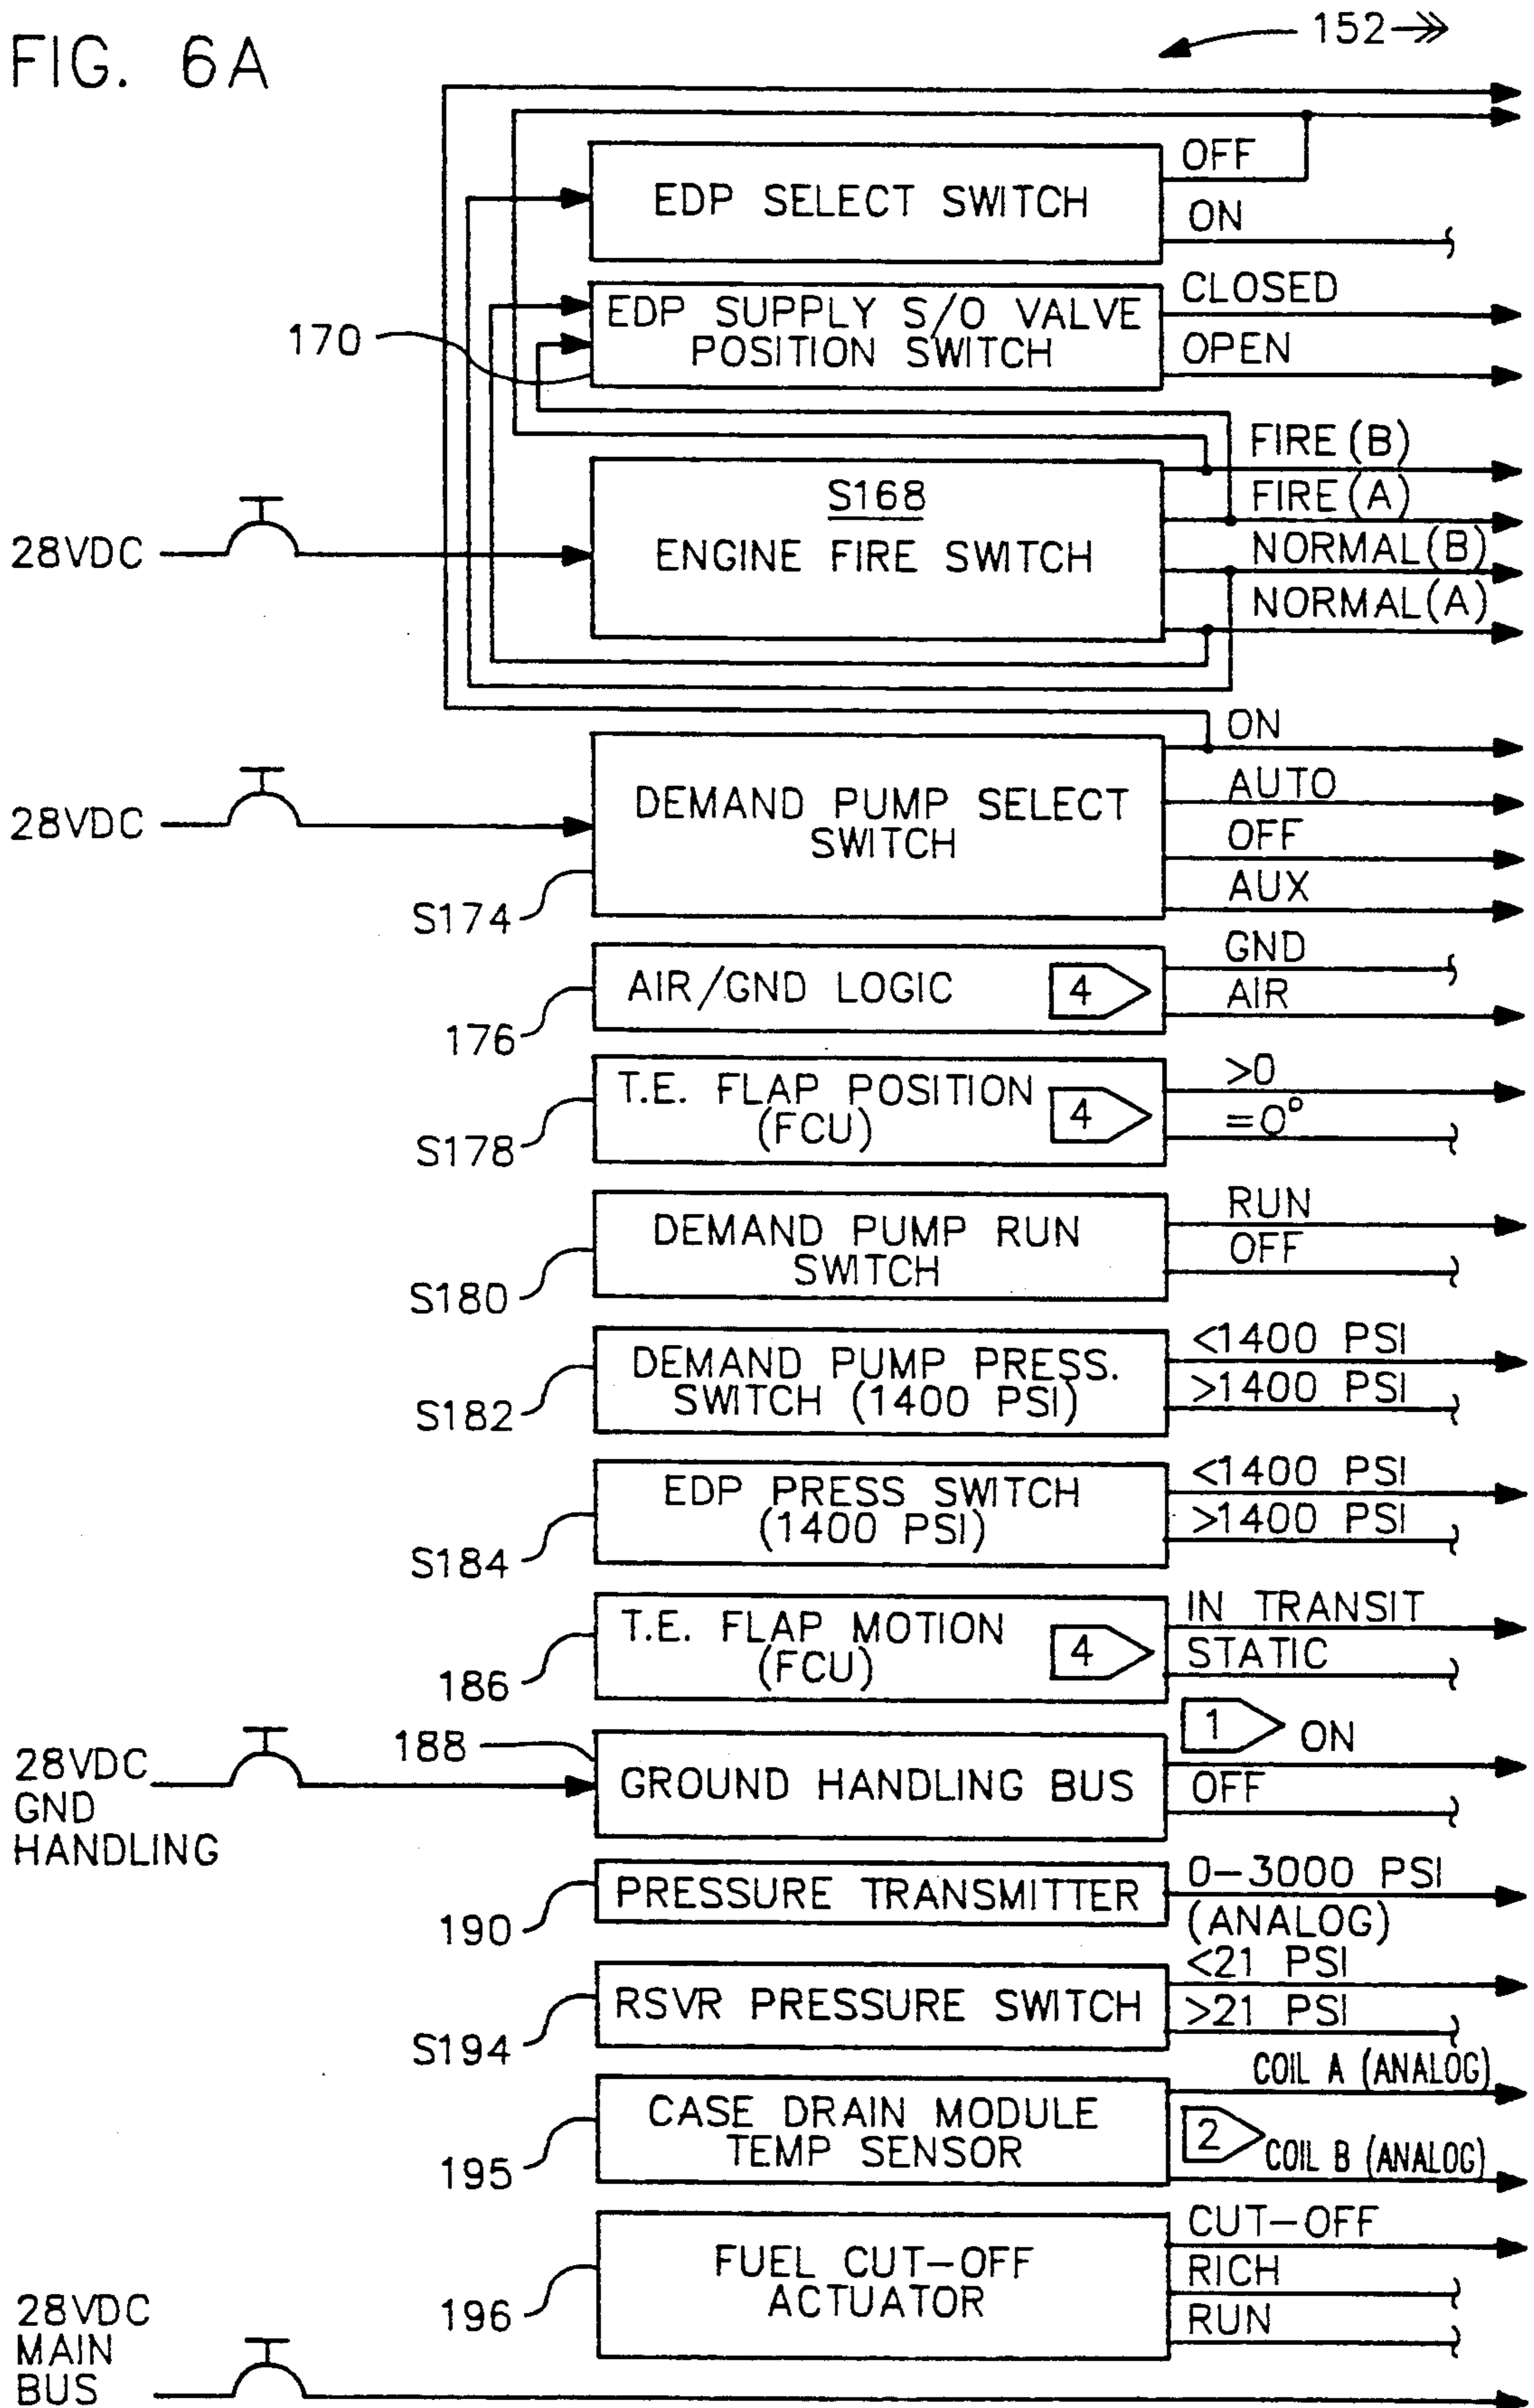 FIG. 6A
152
EDP SELECT SWITCH
OFF
ON
170
EDP SUPPLY S/O VALVE
POSITION SWITCH
CLOSED
OPEN
28VDC
S168
ENGINE FIRE SWITCH
FIRE (B)
FIRE (A)
NORMAL (B)
NORMAL (A)
28VDC
DEMAND PUMP SELECT
SWITCH
S174
ON
AUTO
OFF
AUX
AIR/GND LOGIC
4
176
GND
AIR
T.E. FLAP POSITION
(FCU)
4
S178
>0
=0°
DEMAND PUMP RUN
SWITCH
S180
RUN
OFF
DEMAND PUMP PRESS.
SWITCH (1400 PSI)
S182
<1400 PSI
>1400 PSI
EDP PRESS SWITCH
(1400 PSI)
S184
<1400 PSI
>1400 PSI
T.E. FLAP MOTION
(FCU)
4
186
IN TRANSIT
STATIC
28VDC
GND
HANDLING
188
GROUND HANDLING BUS
1
ON
OFF
PRESSURE TRANSMITTER
190
0-3000 PSI
(ANALOG)
RSVR PRESSURE SWITCH
S194
<21 PSI
>21 PSI
CASE DRAIN MODULE
TEMP SENSOR
195
COIL A (ANALOG)
2
COIL B (ANALOG)
FUEL CUT-OFF
ACTUATOR
196
CUT-OFF
RICH
RUN
28VDC
MAIN
BUS